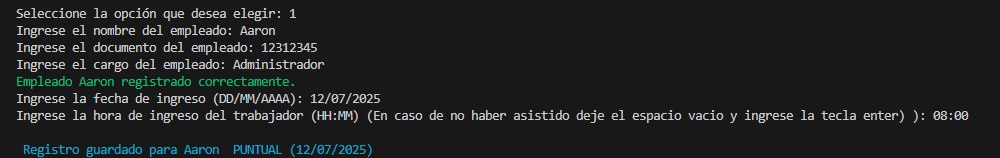 Seleccione la opción que desea elegir: 1
Ingrese el nombre del empleado: Aaron
Ingrese el documento del empleado: 12312345
Ingrese el cargo del empleado: Administrador
Empleado Aaron registrado correctamente.
Ingrese la fecha de ingreso (DD/MM/AAAA): 12/07/2025
Ingrese la hora de ingreso del trabajador (HH:MM) (En caso de no haber asistido deje el espacio vacio y ingrese la tecla enter) ): 08:00
Registro guardado para Aaron  PUNTUAL (12/07/2025)